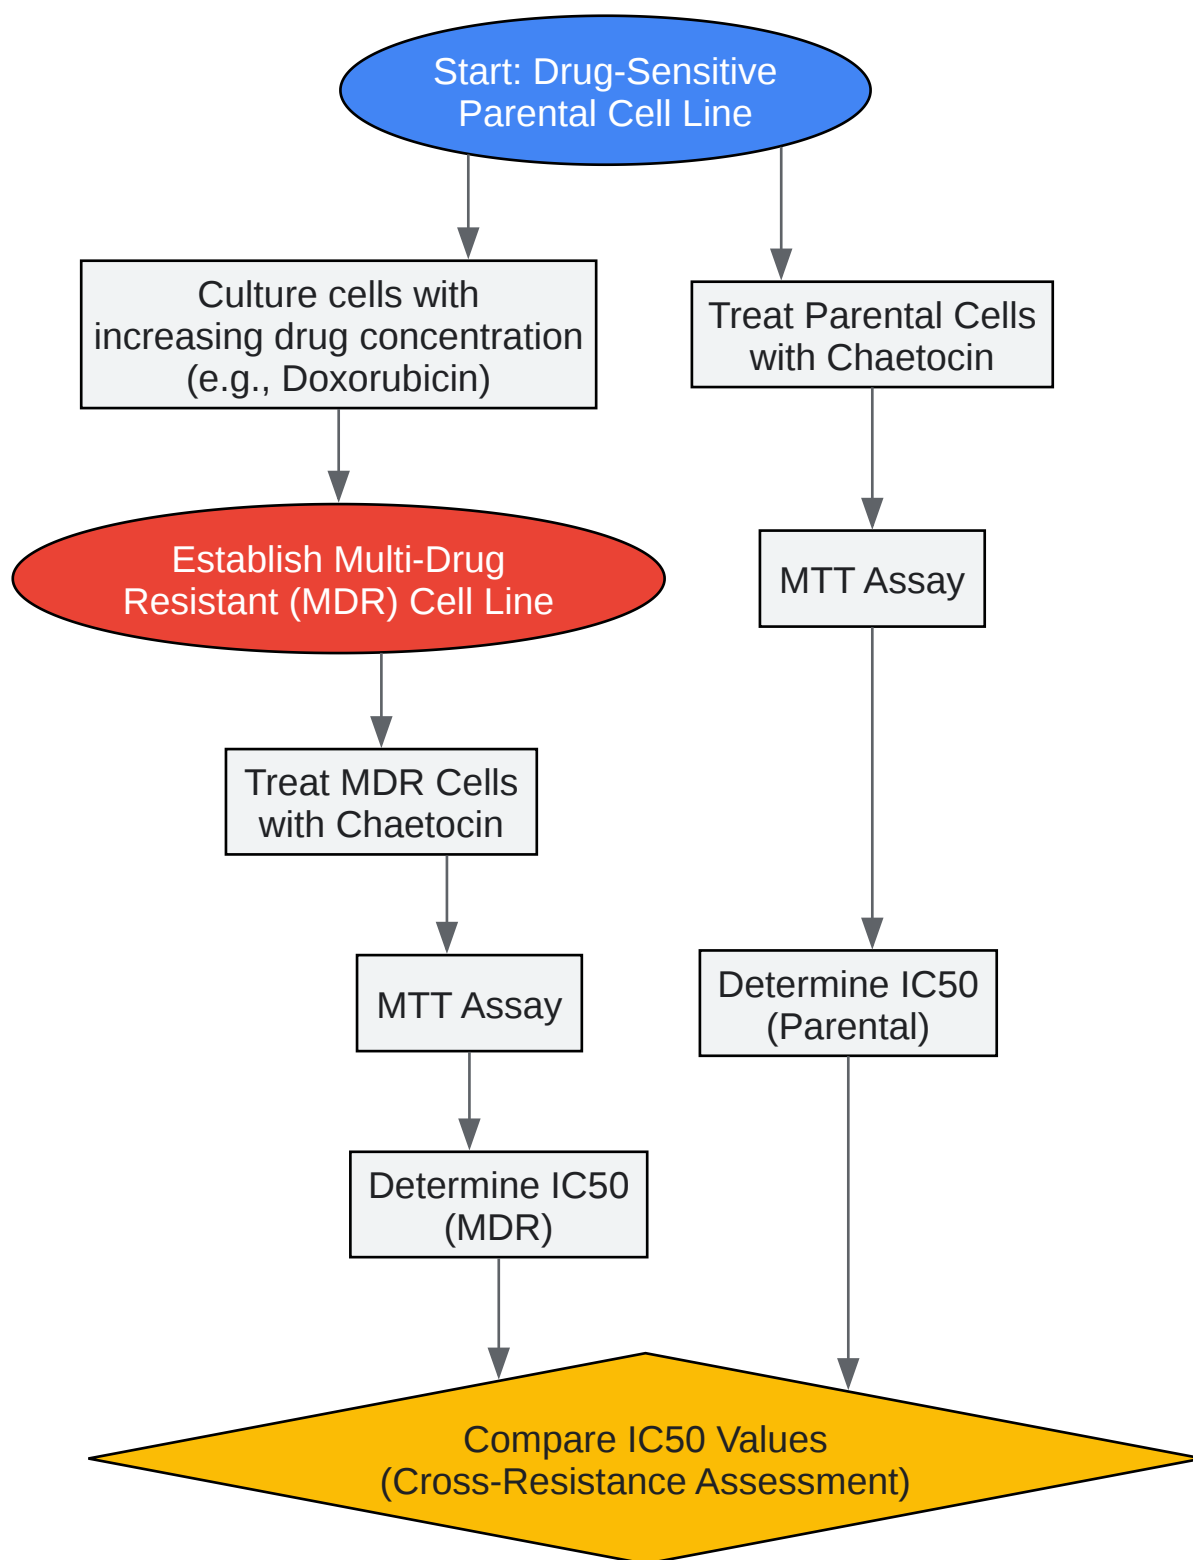 Start: Drug-Sensitive
Parental Cell Line
Culture cells with
increasing drug concentration
(e.g., Doxorubicin)
Treat Parental Cells
with Chaetocin
Establish Multi-Drug
Resistant (MDR) Cell Line
MTT Assay
Treat MDR Cells
with Chaetocin
MTT Assay
Determine IC50
(Parental)
Determine IC50
(MDR)
Compare IC50 Values
(Cross-Resistance Assessment)